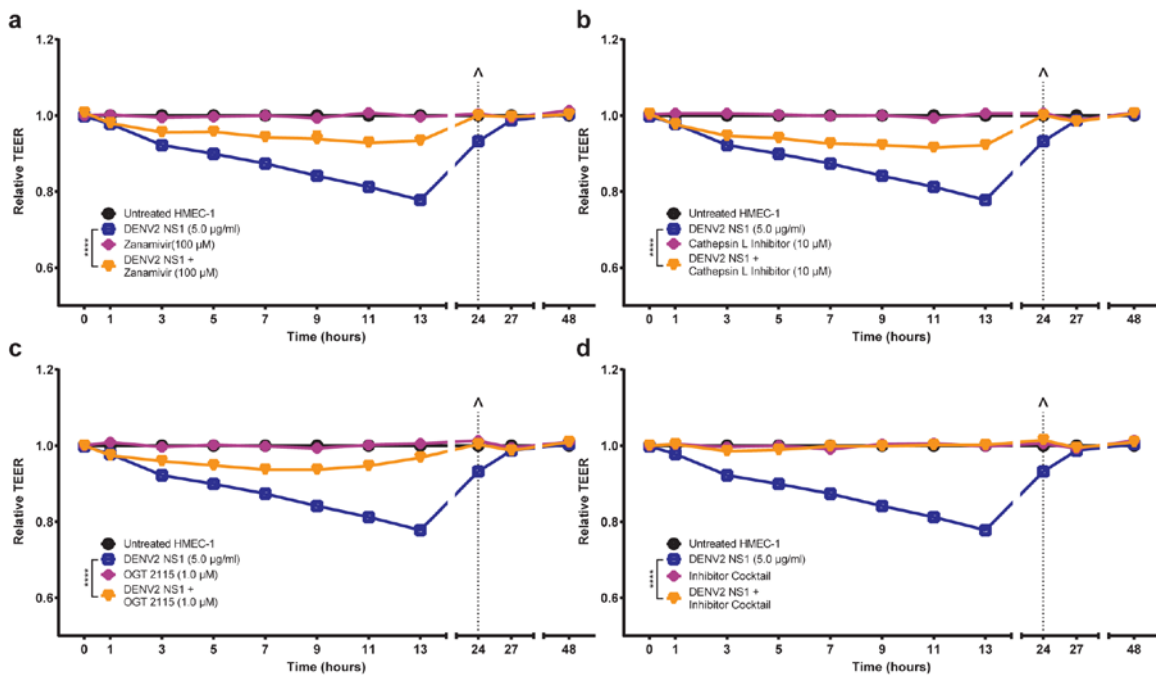 a
1.2
1.0
0.8
0.6
Relative TEER
^
Untreated HMEC-1
DENV2 NS1 (5.0 µg/ml)
Zanamivir(100 µM)
DENV2 NS1 +
Zanamivir (100 µM)
****
0 1 3 5 7 9 11 13 24 27 48
Time (hours)
b
1.2
1.0
0.8
0.6
Relative TEER
^
Untreated HMEC-1
DENV2 NS1 (5.0 µg/ml)
Cathepsin L Inhibitor (10 µM)
DENV2 NS1 +
Cathepsin L Inhibitor (10 µM)
****
0 1 3 5 7 9 11 13 24 27 48
Time (hours)
c
1.2
1.0
0.8
0.6
Relative TEER
^
Untreated HMEC-1
DENV2 NS1 (5.0 µg/ml)
OGT 2115 (1.0 µM)
DENV2 NS1 +
OGT 2115 (1.0 µM)
****
0 1 3 5 7 9 11 13 24 27 48
Time (hours)
d
1.2
1.0
0.8
0.6
Relative TEER
^
Untreated HMEC-1
DENV2 NS1 (5.0 µg/ml)
Inhibitor Cocktail
DENV2 NS1 +
Inhibitor Cocktail
****
0 1 3 5 7 9 11 13 24 27 48
Time (hours)